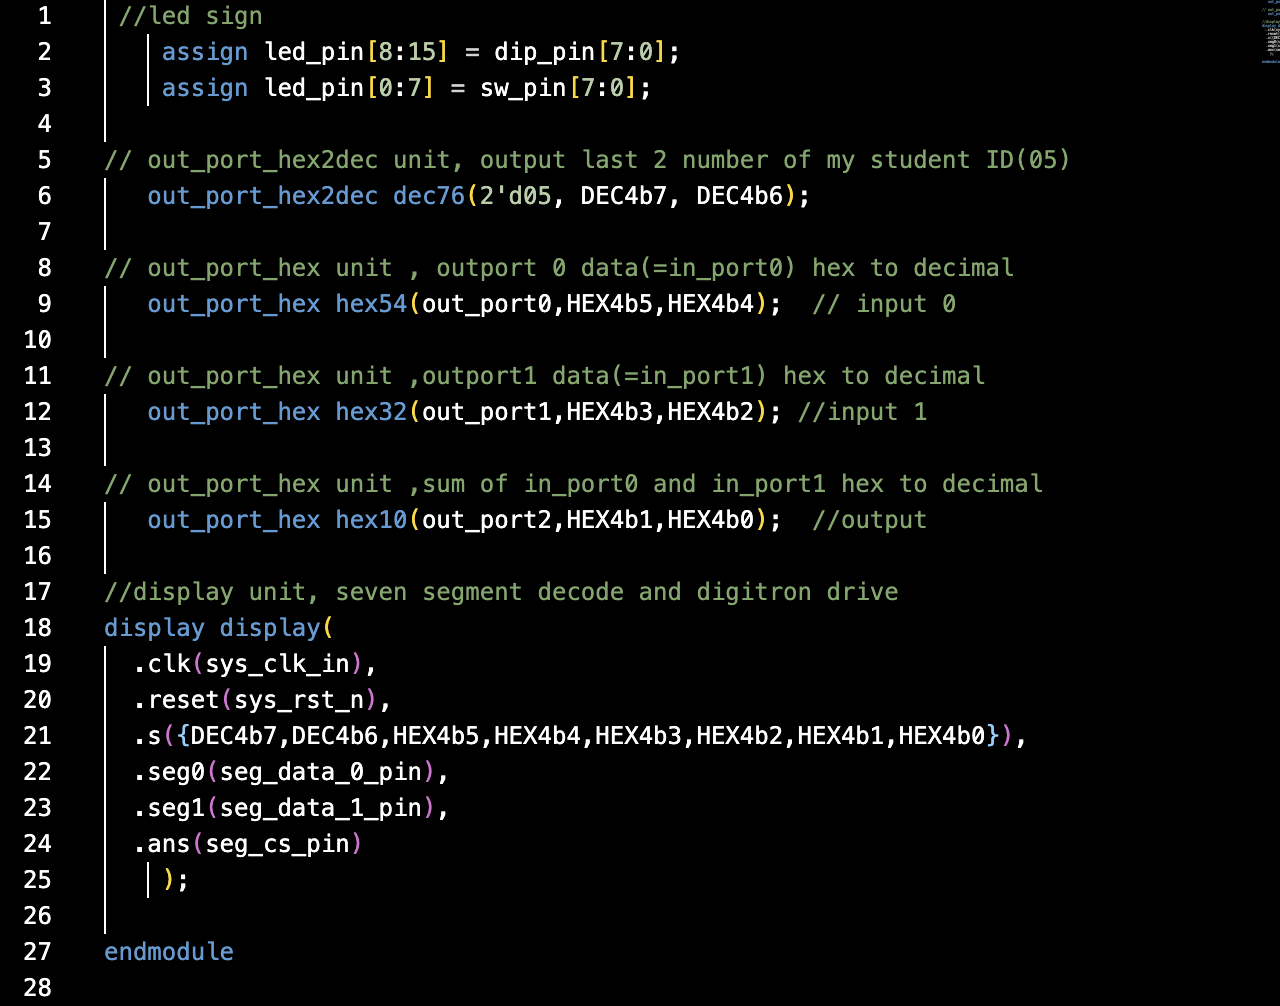 1 //led sign
2 assign led_pin[8:15] = dip_pin[7:0];
3 assign led_pin[0:7] = sw_pin[7:0];
4
5 // out_port_hex2dec unit, output last 2 number of my student ID(05)
6 out_port_hex2dec dec76(2'd05, DEC4b7, DEC4b6);
7
8 // out_port_hex unit , outport 0 data(=in_port0) hex to decimal
9 out_port_hex hex54(out_port0,HEX4b5,HEX4b4);  // input 0
10
11 // out_port_hex unit ,outport1 data(=in_port1) hex to decimal
12 out_port_hex hex32(out_port1,HEX4b3,HEX4b2); //input 1
13
14 // out_port_hex unit ,sum of in_port0 and in_port1 hex to decimal
15 out_port_hex hex10(out_port2,HEX4b1,HEX4b0);  //output
16
17 //display unit, seven segment decode and digitron drive
18 display display(
19 .clk(sys_clk_in),
20 .reset(sys_rst_n),
21 .s({DEC4b7,DEC4b6,HEX4b5,HEX4b4,HEX4b3,HEX4b2,HEX4b1,HEX4b0}),
22 .seg0(seg_data_0_pin),
23 .seg1(seg_data_1_pin),
24 .ans(seg_cs_pin)
25 );
26
27 endmodule
28